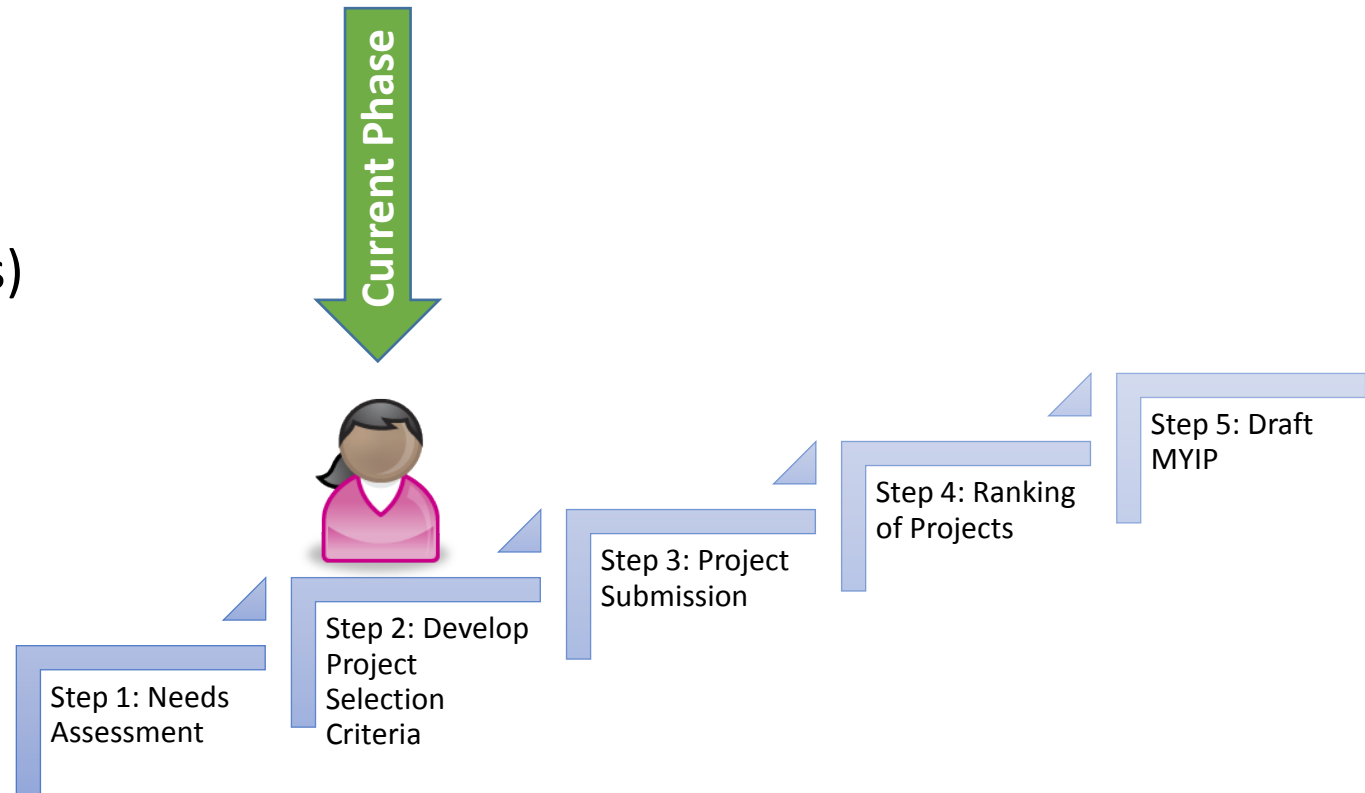 Current Phase
s)
Step 1: Needs
Assessment
Step 2: Develop
Project
Selection
Criteria
Step 3: Project
Submission
Step 4: Ranking
of Projects
Step 5: Draft
MYIP